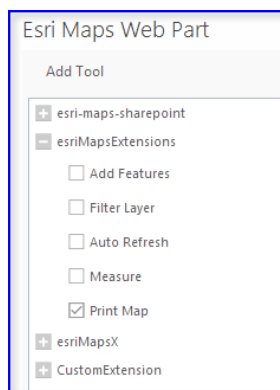 Esri Maps Web Part
Add Tool
esri-maps-sharepoint
esriMapsExtensions
Add Features
Filter Layer
Auto Refresh
Measure
Print Map
esriMapsX
CustomExtension